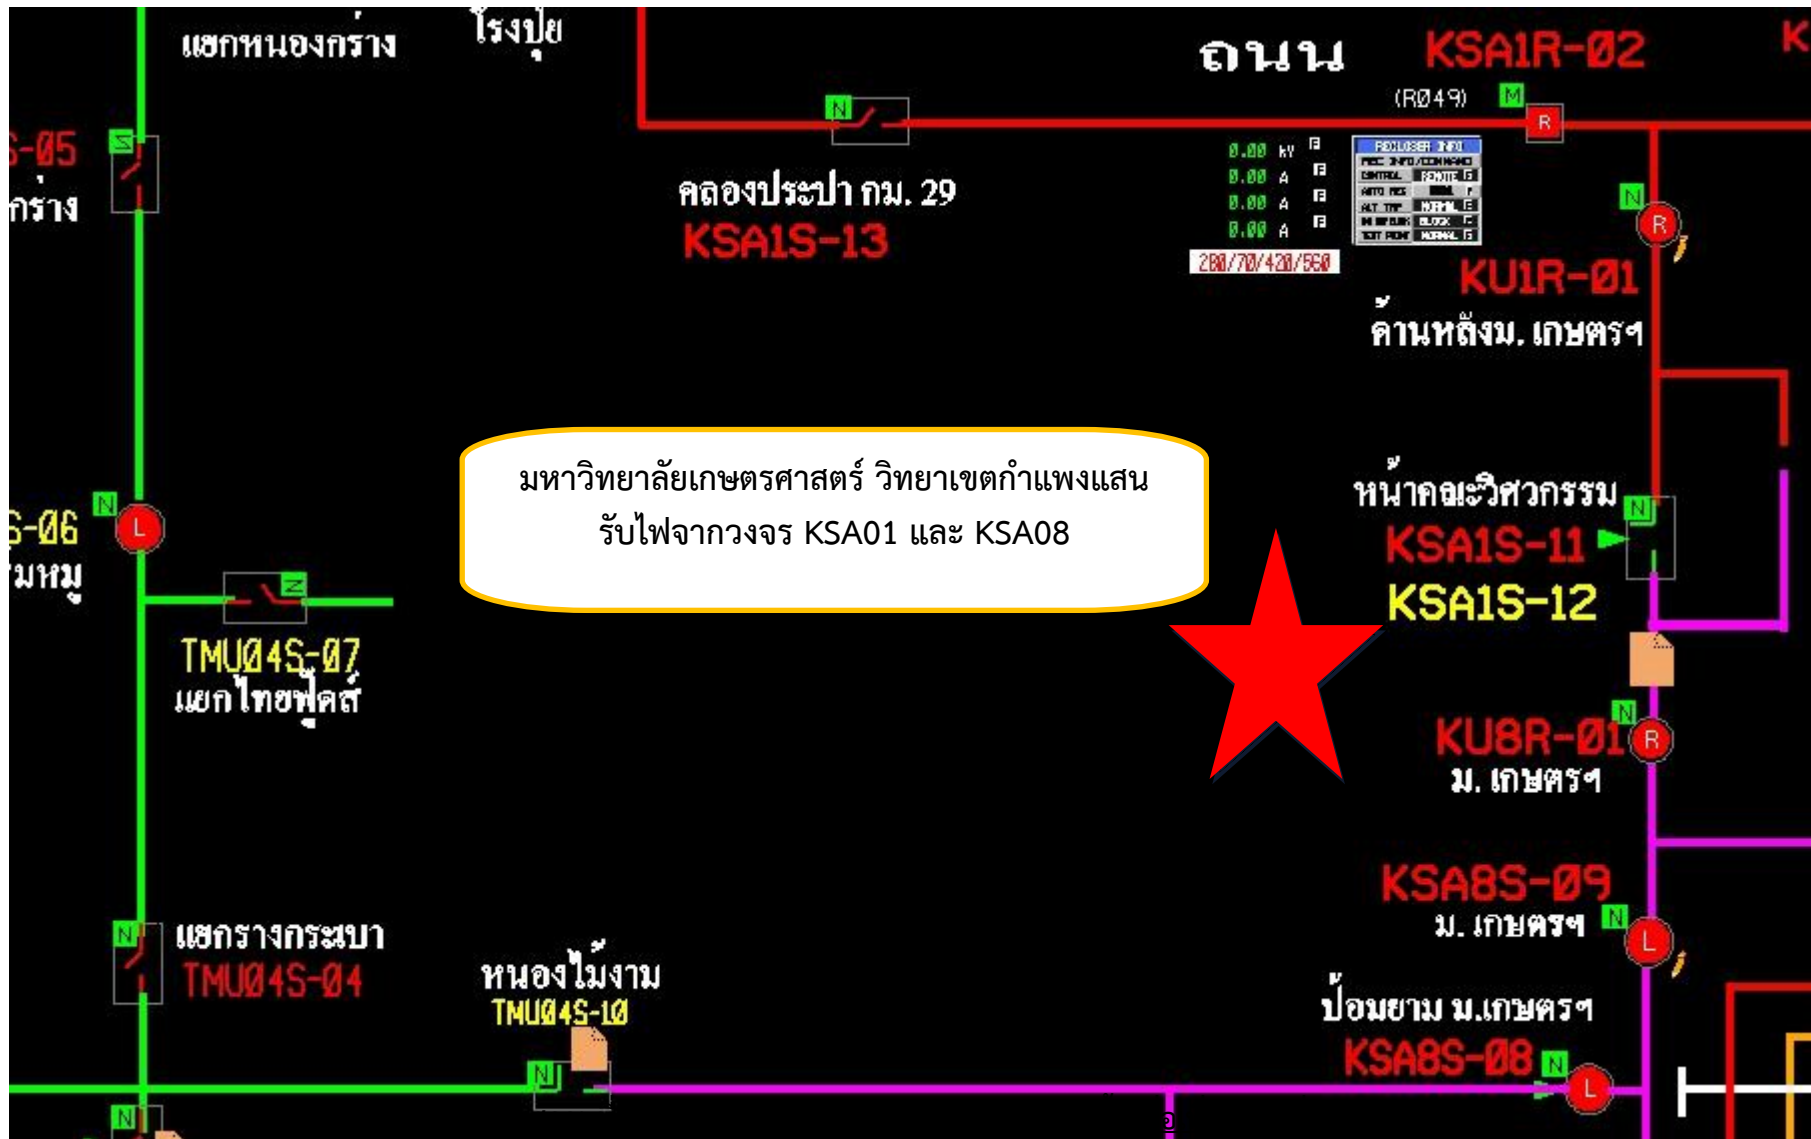 แยกหนองกร่าง
โรงปุ๋ย
ถนน
KSA1R-02
K
(R049)
M
R
N
S-05
กร่าง
คลองประปา กม. 29
KSA1S-13
0.00 kV
0.00 A
0.00 A
0.00 A
280/70/420/560
RECLOSER INFO
REC INFO/COMMAND
CONTROL REMOTE
N
R
KU1R-01
ด้านหลังม. เกษตรฯ
มหาวิทยาลัยเกษตรศาสตร์ วิทยาเขตกำแพงแสน
รับไฟจากวงจร KSA01 และ KSA08
หน้าคณะวิศวกรรม
N
KSA1S-11
KSA1S-12
N
L
S-06
มหมู
N
TMU04S-07
แยกไทยฟู้ดส์
N
KU8R-01
R
ม. เกษตรฯ
KSA8S-09
ม. เกษตรฯ
N
L
N
แยกรางกระเบา
TMU04S-04
หนองไม้งาม
TMU04S-10
N
ป้อมยาม ม.เกษตรฯ
KSA8S-08
N
L
N